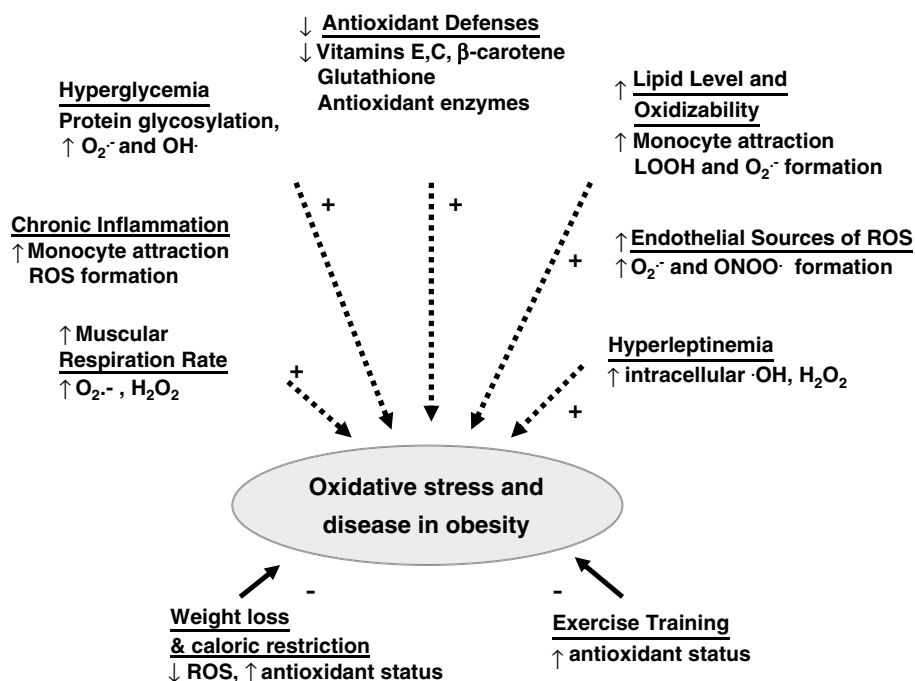 ↓ Antioxidant Defenses
↓ Vitamins E,C, β-carotene
Glutathione
Antioxidant enzymes
Hyperglycemia
Protein glycosylation,
↑ O₂·⁻ and OH·
↑ Lipid Level and
Oxidizability
↑ Monocyte attraction
LOOH and O₂·⁻ formation
+
+
Chronic Inflammation
↑ Monocyte attraction
ROS formation
↑ Endothelial Sources of ROS
↑ O₂·⁻ and ONOO· formation
+
↑ Muscular
Respiration Rate
↑ O₂.- , H₂O₂
+
Hyperleptinemia
↑ intracellular ·OH, H₂O₂
+
Oxidative stress and
disease in obesity
-
-
Weight loss
& caloric restriction
↓ ROS, ↑ antioxidant status
Exercise Training
↑ antioxidant status